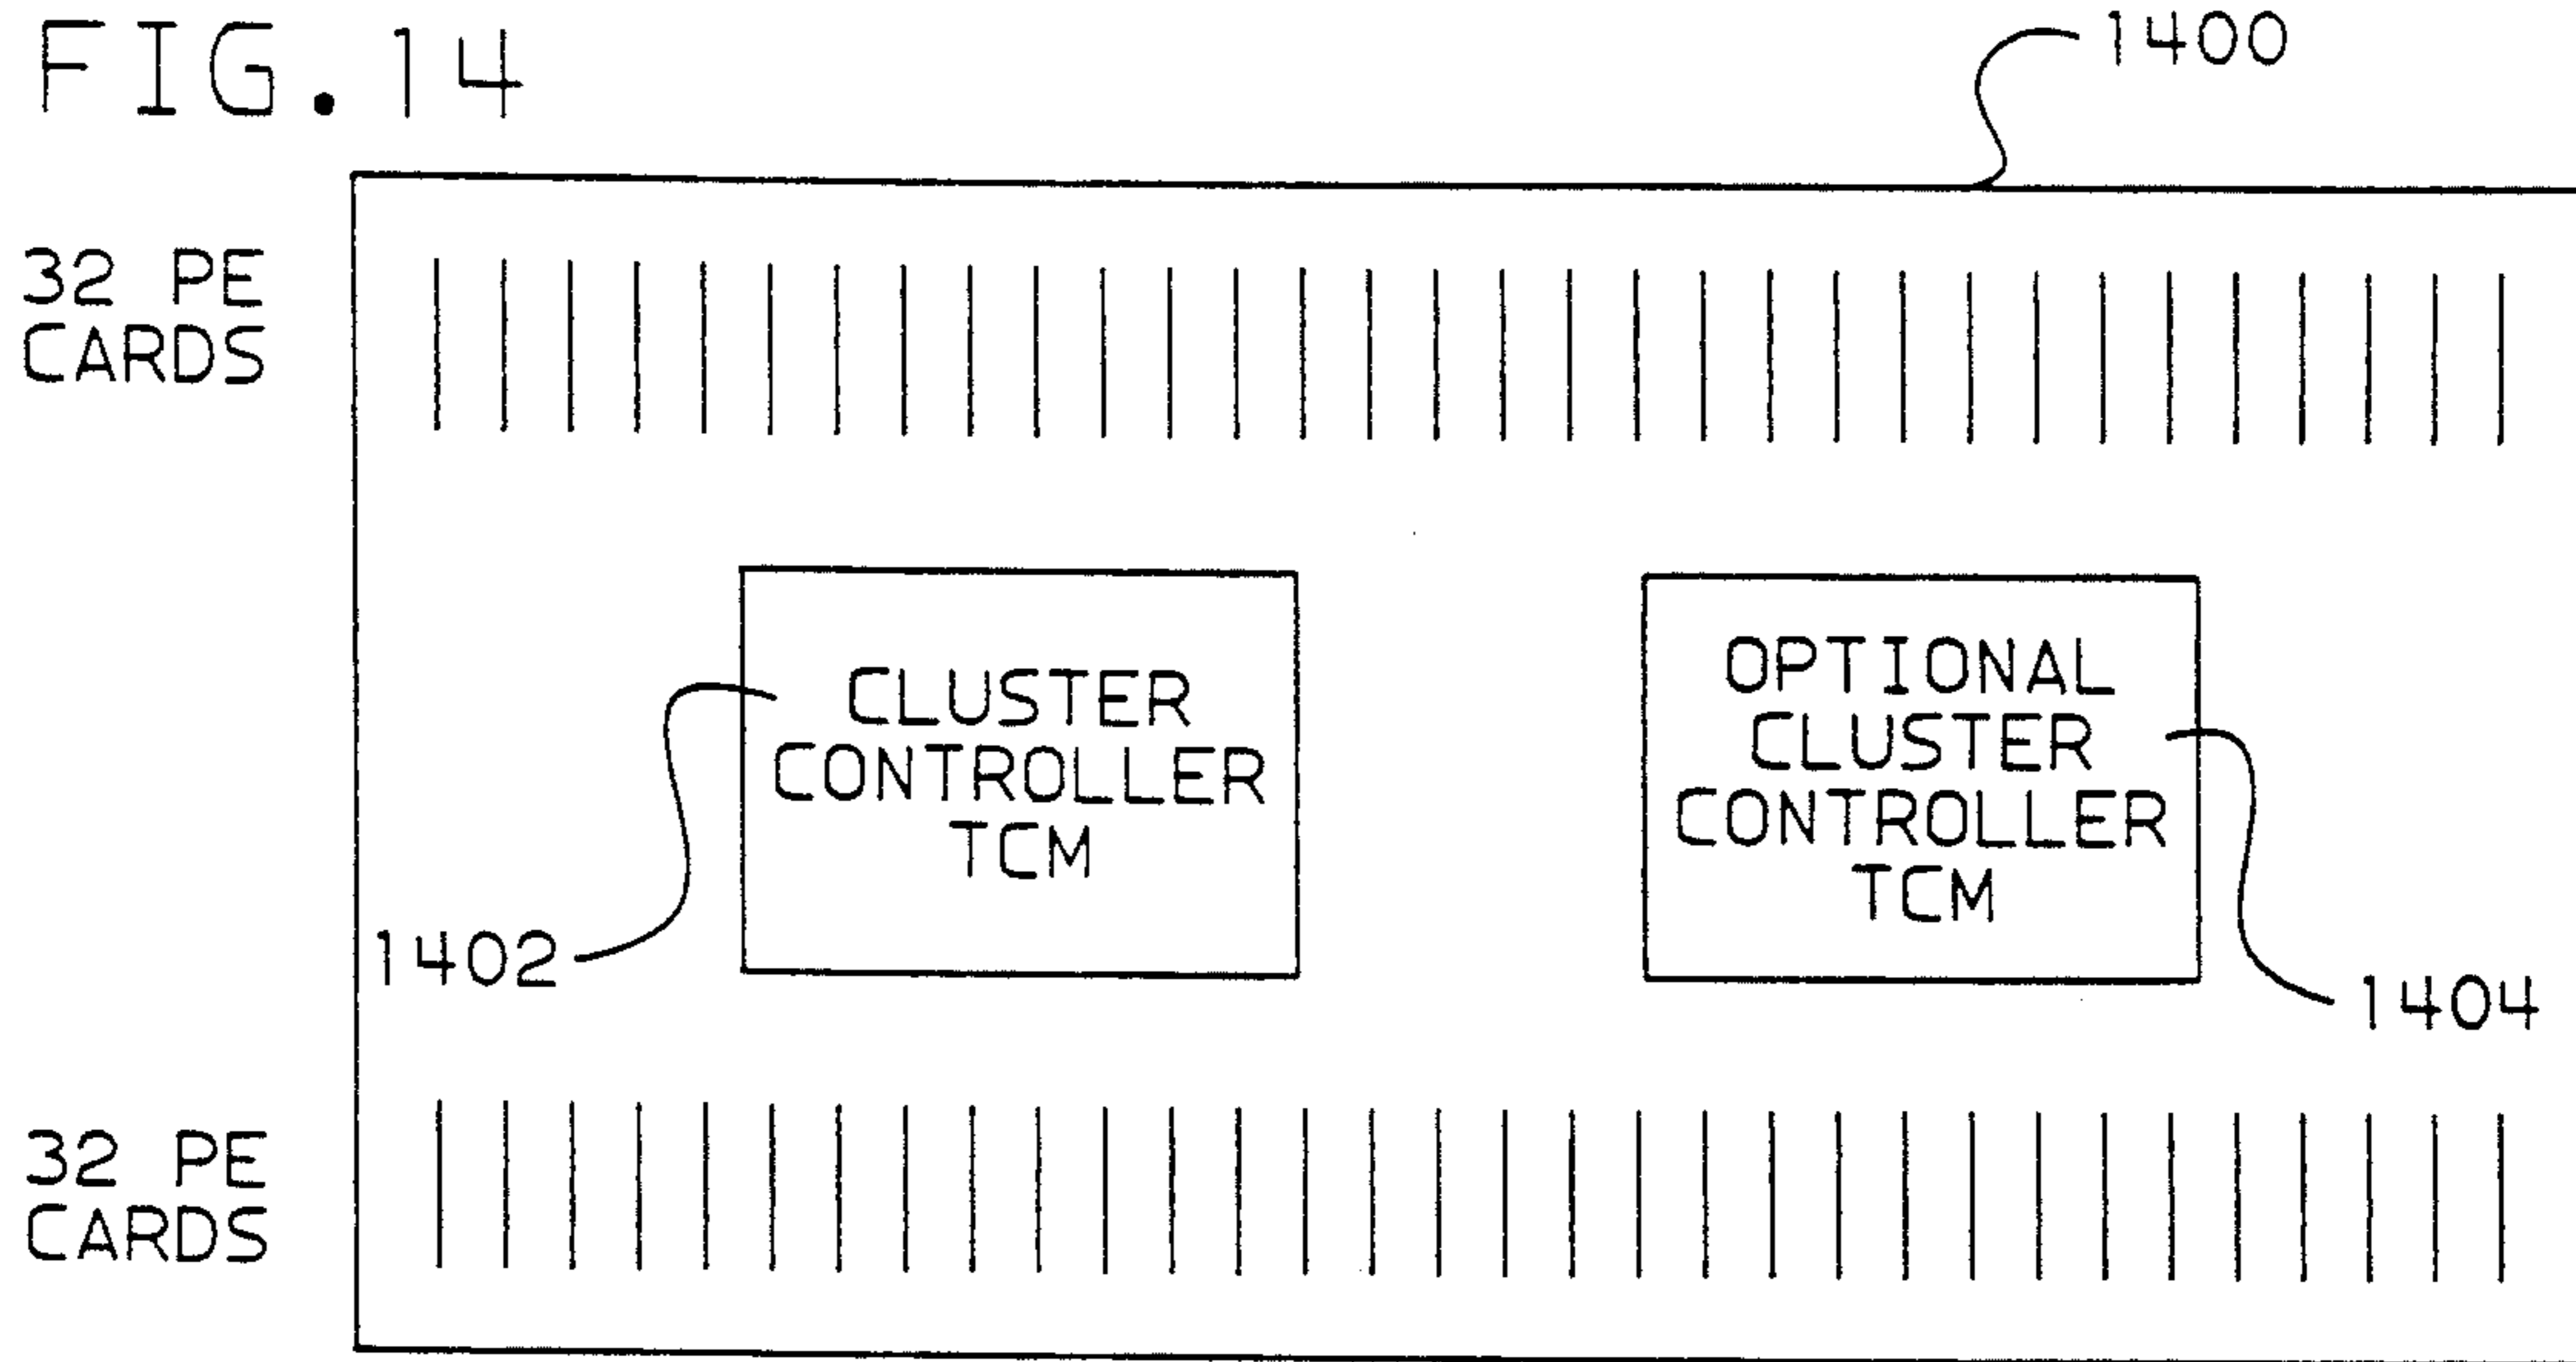 FIG. 14
1400
32 PE
CARDS
CLUSTER
CONTROLLER
TCM
1402
OPTIONAL
CLUSTER
CONTROLLER
TCM
1404
32 PE
CARDS